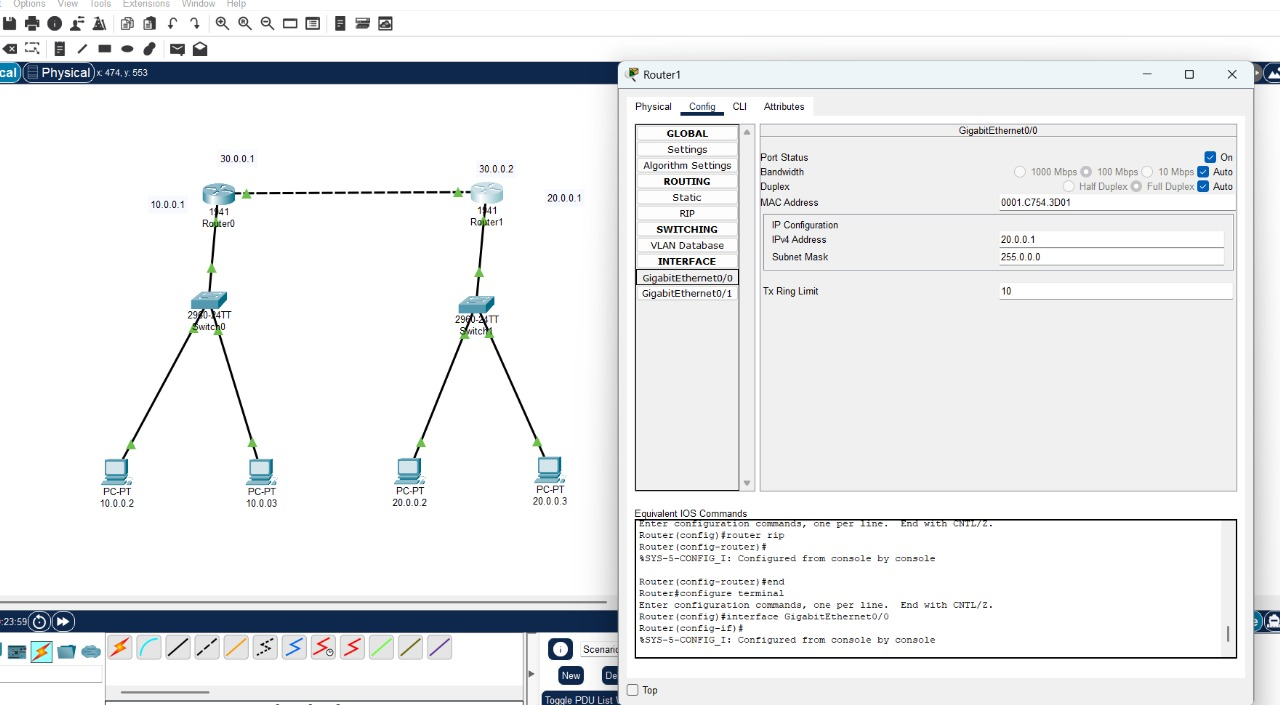 Options View Tools Extensions Window Help
Physical x: 474, y: 553
30.0.0.1
30.0.0.2
10.0.0.1
20.0.0.1
1941
Router0
1941
Router1
2960-24TT
Switch0
2960-24TT
Switch1
PC-PT
10.0.0.2
PC-PT
10.0.03
PC-PT
20.0.0.2
PC-PT
20.0.0.3
:23:59
Scenario
New
Toggle PDU List
Router1
Physical Config CLI Attributes
GLOBAL
Settings
Algorithm Settings
ROUTING
Static
RIP
SWITCHING
VLAN Database
INTERFACE
GigabitEthernet0/0
GigabitEthernet0/1
GigabitEthernet0/0
Port Status On
Bandwidth 1000 Mbps 100 Mbps 10 Mbps Auto
Duplex Half Duplex Full Duplex Auto
MAC Address 0001.C754.3D01
IP Configuration
IPv4 Address 20.0.0.1
Subnet Mask 255.0.0.0
Tx Ring Limit 10
Equivalent IOS Commands
Enter configuration commands, one per line. End with CNTL/Z.
Router(config)#router rip
Router(config-router)#
%SYS-5-CONFIG_I: Configured from console by console
Router(config-router)#end
Router#configure terminal
Enter configuration commands, one per line. End with CNTL/Z.
Router(config)#interface GigabitEthernet0/0
Router(config-if)#
%SYS-5-CONFIG_I: Configured from console by console
Top